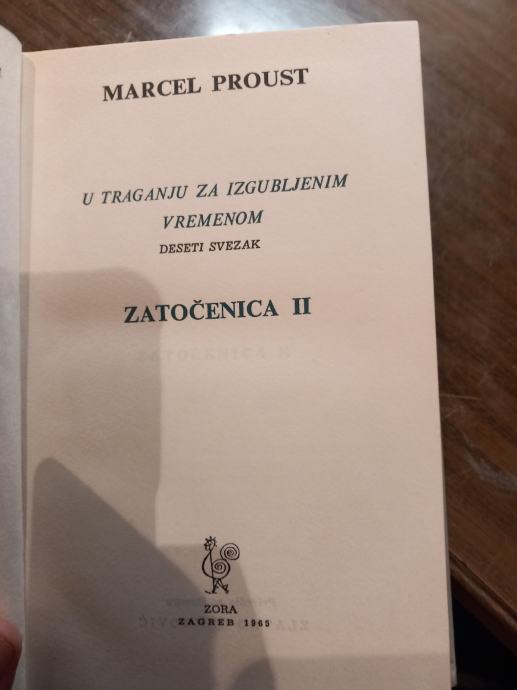 MARCEL PROUST
U TRAGANJU ZA IZGUBLJENIM
VREMENOM
DESETI SVEZAK
ZATOČENICA II
ZORA
ZAGREB 1965